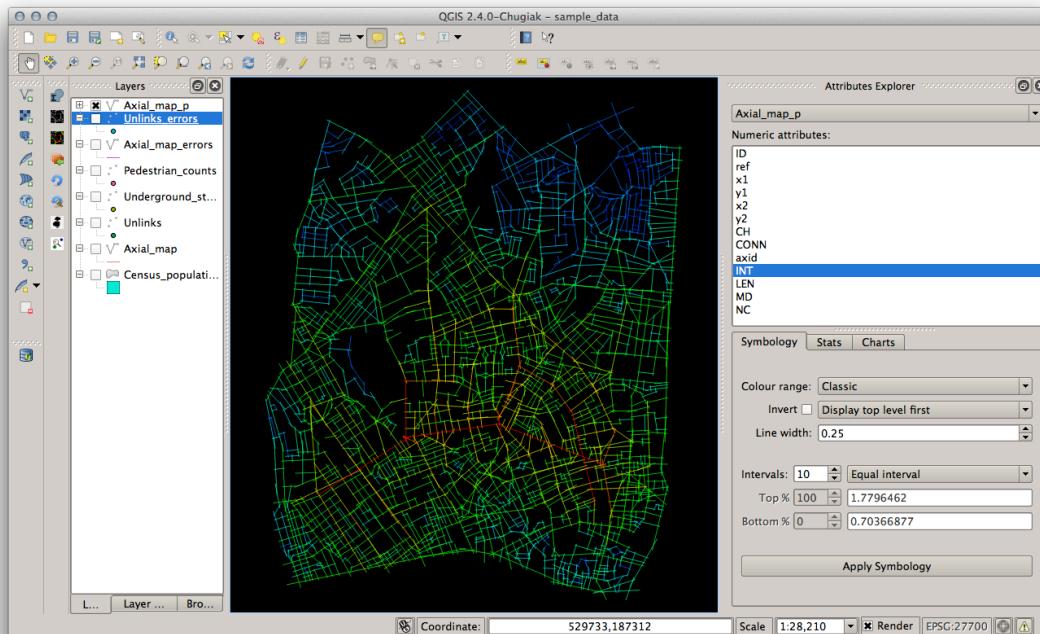 QGIS 2.4.0-Chugiak - sample_data
Layers
Axial_map_p
Unlinks_errors
Axial_map_errors
Pedestrian_counts
Underground_st...
Unlinks
Axial_map
Census_populati...
L...
Layer ...
Bro...
Attributes Explorer
Axial_map_p
Numeric attributes:
ID
ref
x1
y1
x2
y2
CH
CONN
axid
INT
LEN
MD
NC
Symbology
Stats
Charts
Colour range: Classic
Invert Display top level first
Line width: 0.25
Intervals: 10 Equal interval
Top % 100 1.7796462
Bottom % 0 0.70366877
Apply Symbology
Coordinate: 529733,187312 Scale 1:28,210 Render EPSG:27700